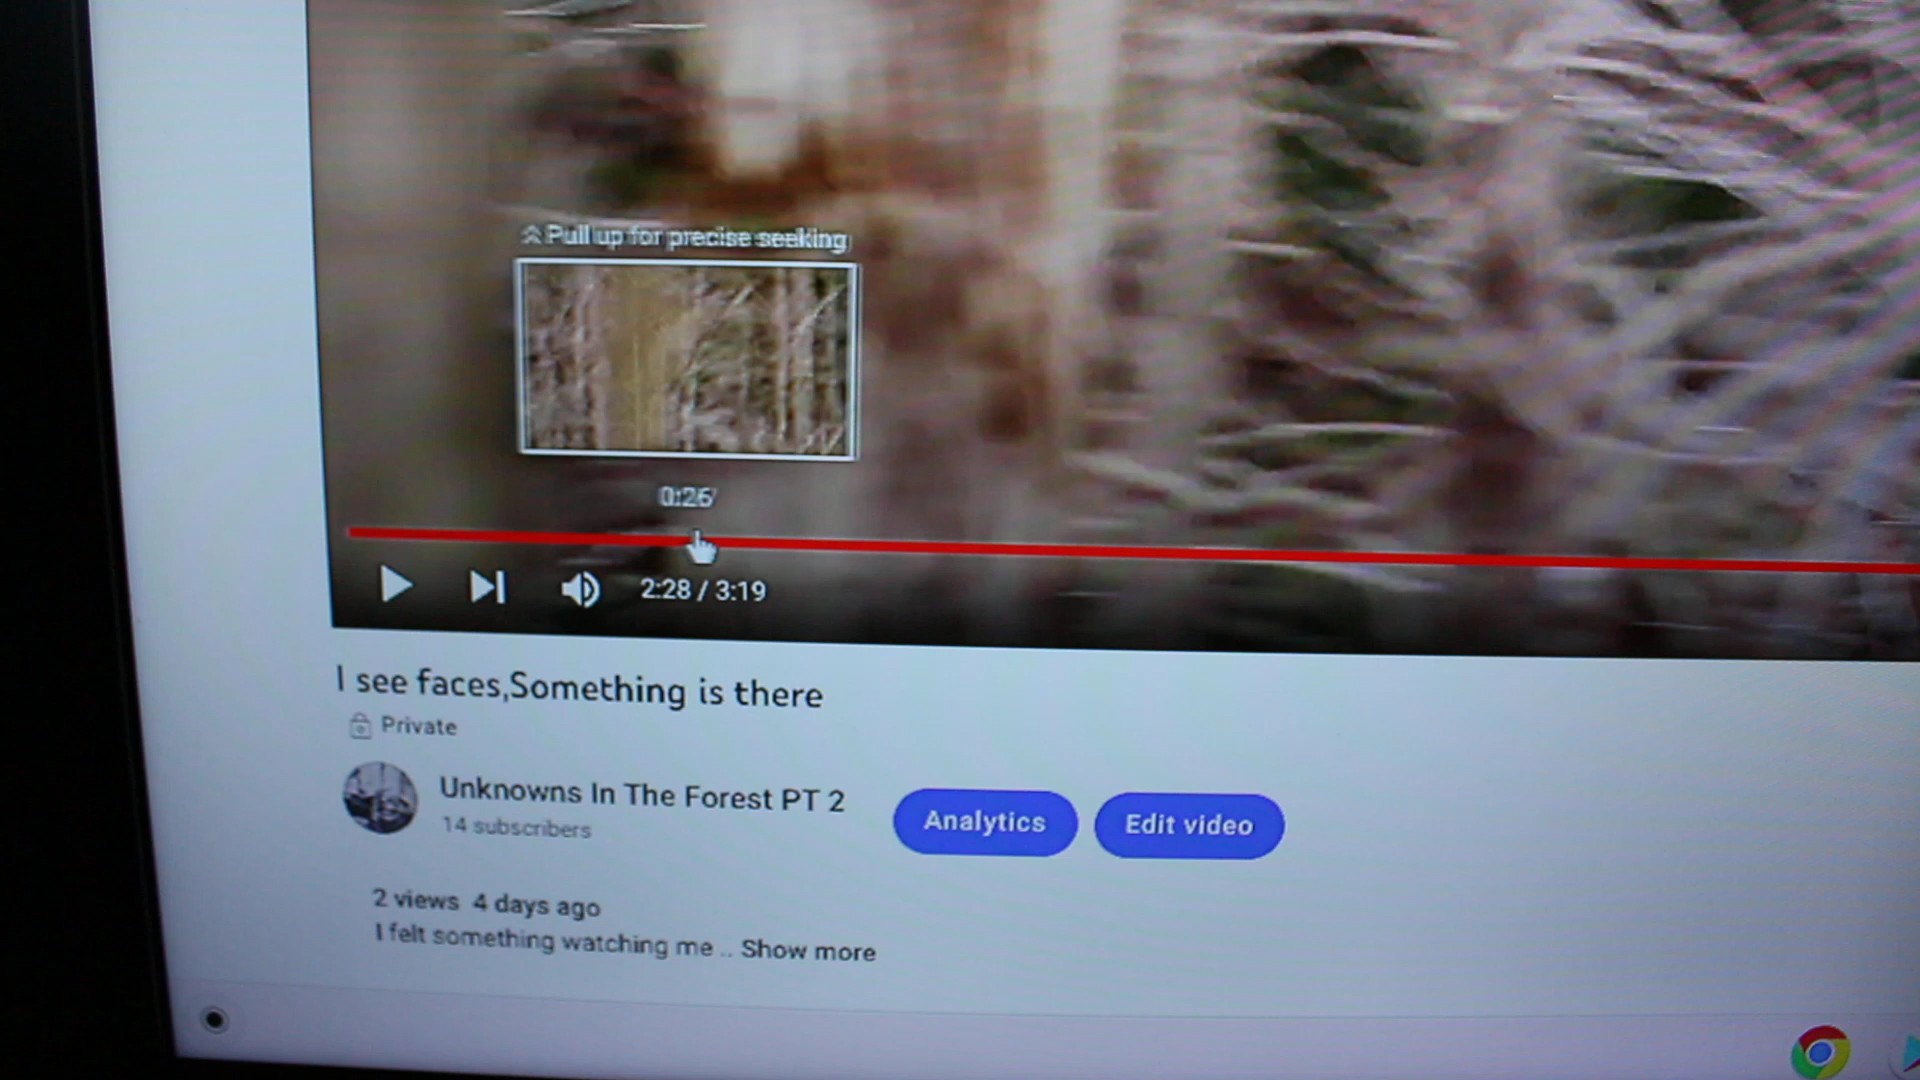 Pull up for precise seeking
0:26
2:28 / 3:19
I see faces,Something is there
Private
Unknowns In The Forest PT 2
14 subscribers
Analytics
Edit video
2 views 4 days ago
I felt something watching me .. Show more